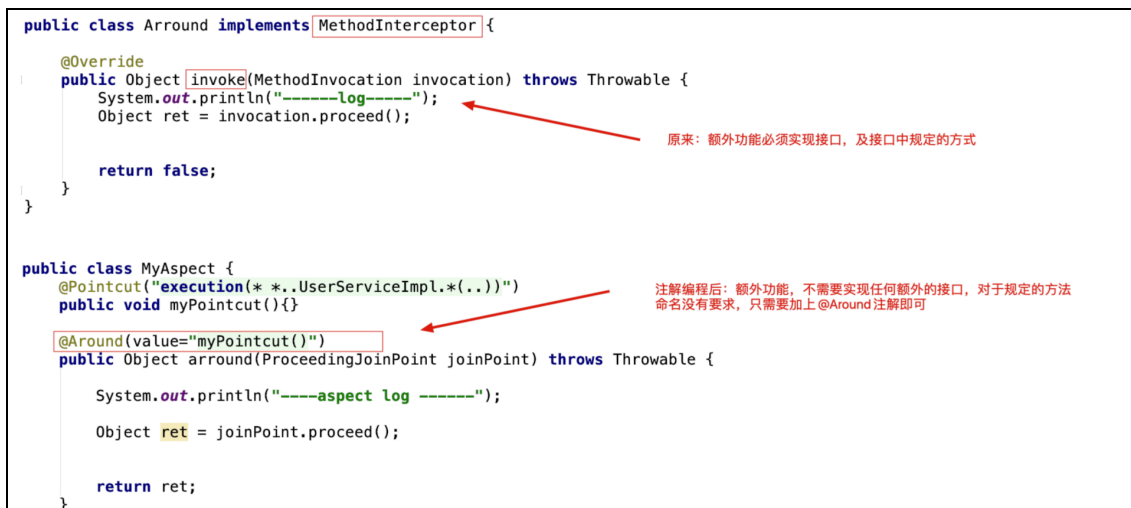 public class Arround implements MethodInterceptor {
@Override
public Object invoke(MethodInvocation invocation) throws Throwable {
System.out.println("------log-----");
Object ret = invocation.proceed();
原来：额外功能必须实现接口，及接口中规定的方式
return false;
}
}
public class MyAspect {
@Pointcut("execution(* *..UserServiceImpl.*(..))")
public void myPointcut(){}
注解编程后：额外功能，不需要实现任何额外的接口，对于规定的方法
命名没有要求，只需要加上@Around注解即可
@Around(value="myPointcut()")
public Object arround(ProceedingJoinPoint joinPoint) throws Throwable {
System.out.println("----aspect log ------");
Object ret = joinPoint.proceed();
return ret;
}